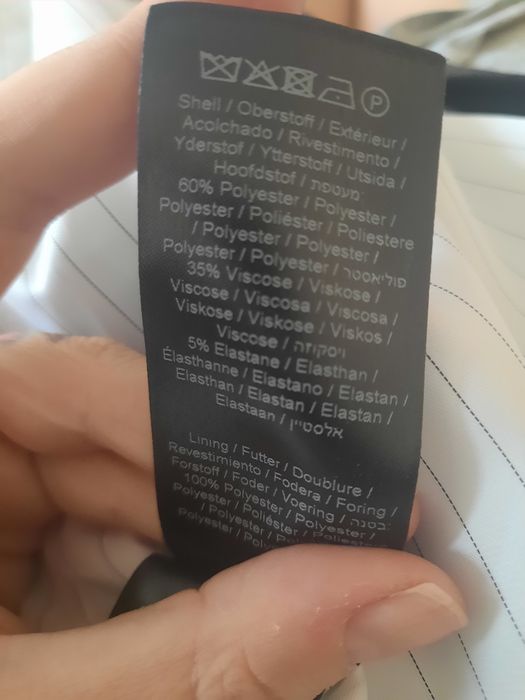 P
Shell / Oberstoff / Extérieur /
Acolchado / Rivestimento /
Yderstof / Ytterstoff / Utsida /
Hoofdstof / מעטפת:
60% Polyester / Polyester /
Polyester / Poliéster / Poliestere
/ Polyester / Polyester /
Polyester / Polyester / פוליאסטר
35% Viscose / Viskose /
Viscose / Viscosa / Viscosa /
Viskose / Viskose / Viskos /
Viscose / ויסקוזה
5% Elastane / Elasthan /
Élasthanne / Elastano / Elastan /
Elasthan / Elastan / Elastan /
Elastaan / אלסטיין
Lining / Futter / Doublure /
Revestimiento / Fodera / Foring /
Forstoff / Foder / Voering / בטנה:
100% Polyester / Polyester /
Polyester / Poliéster / Poliestere
/ Polyester / Polyester /
Polyester